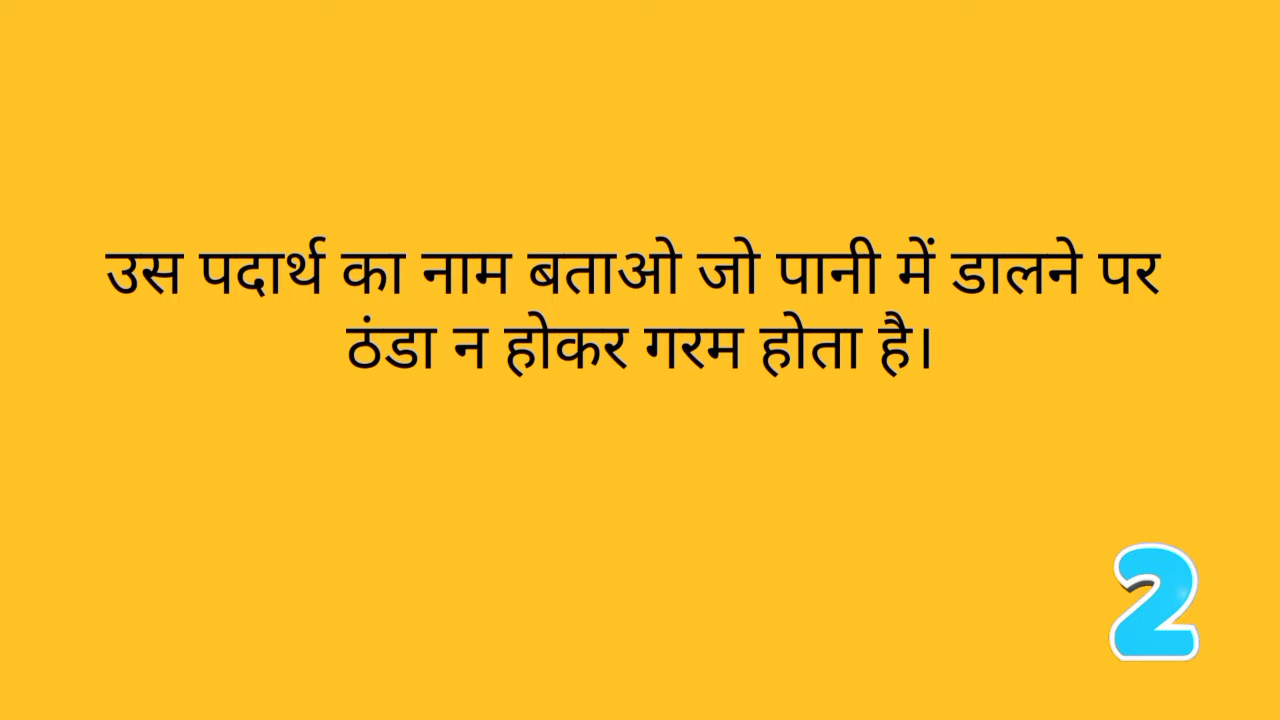 उस पदार्थ का नाम बताओ जो पानी में डालने पर
ठंडा न होकर गरम होता है।
2